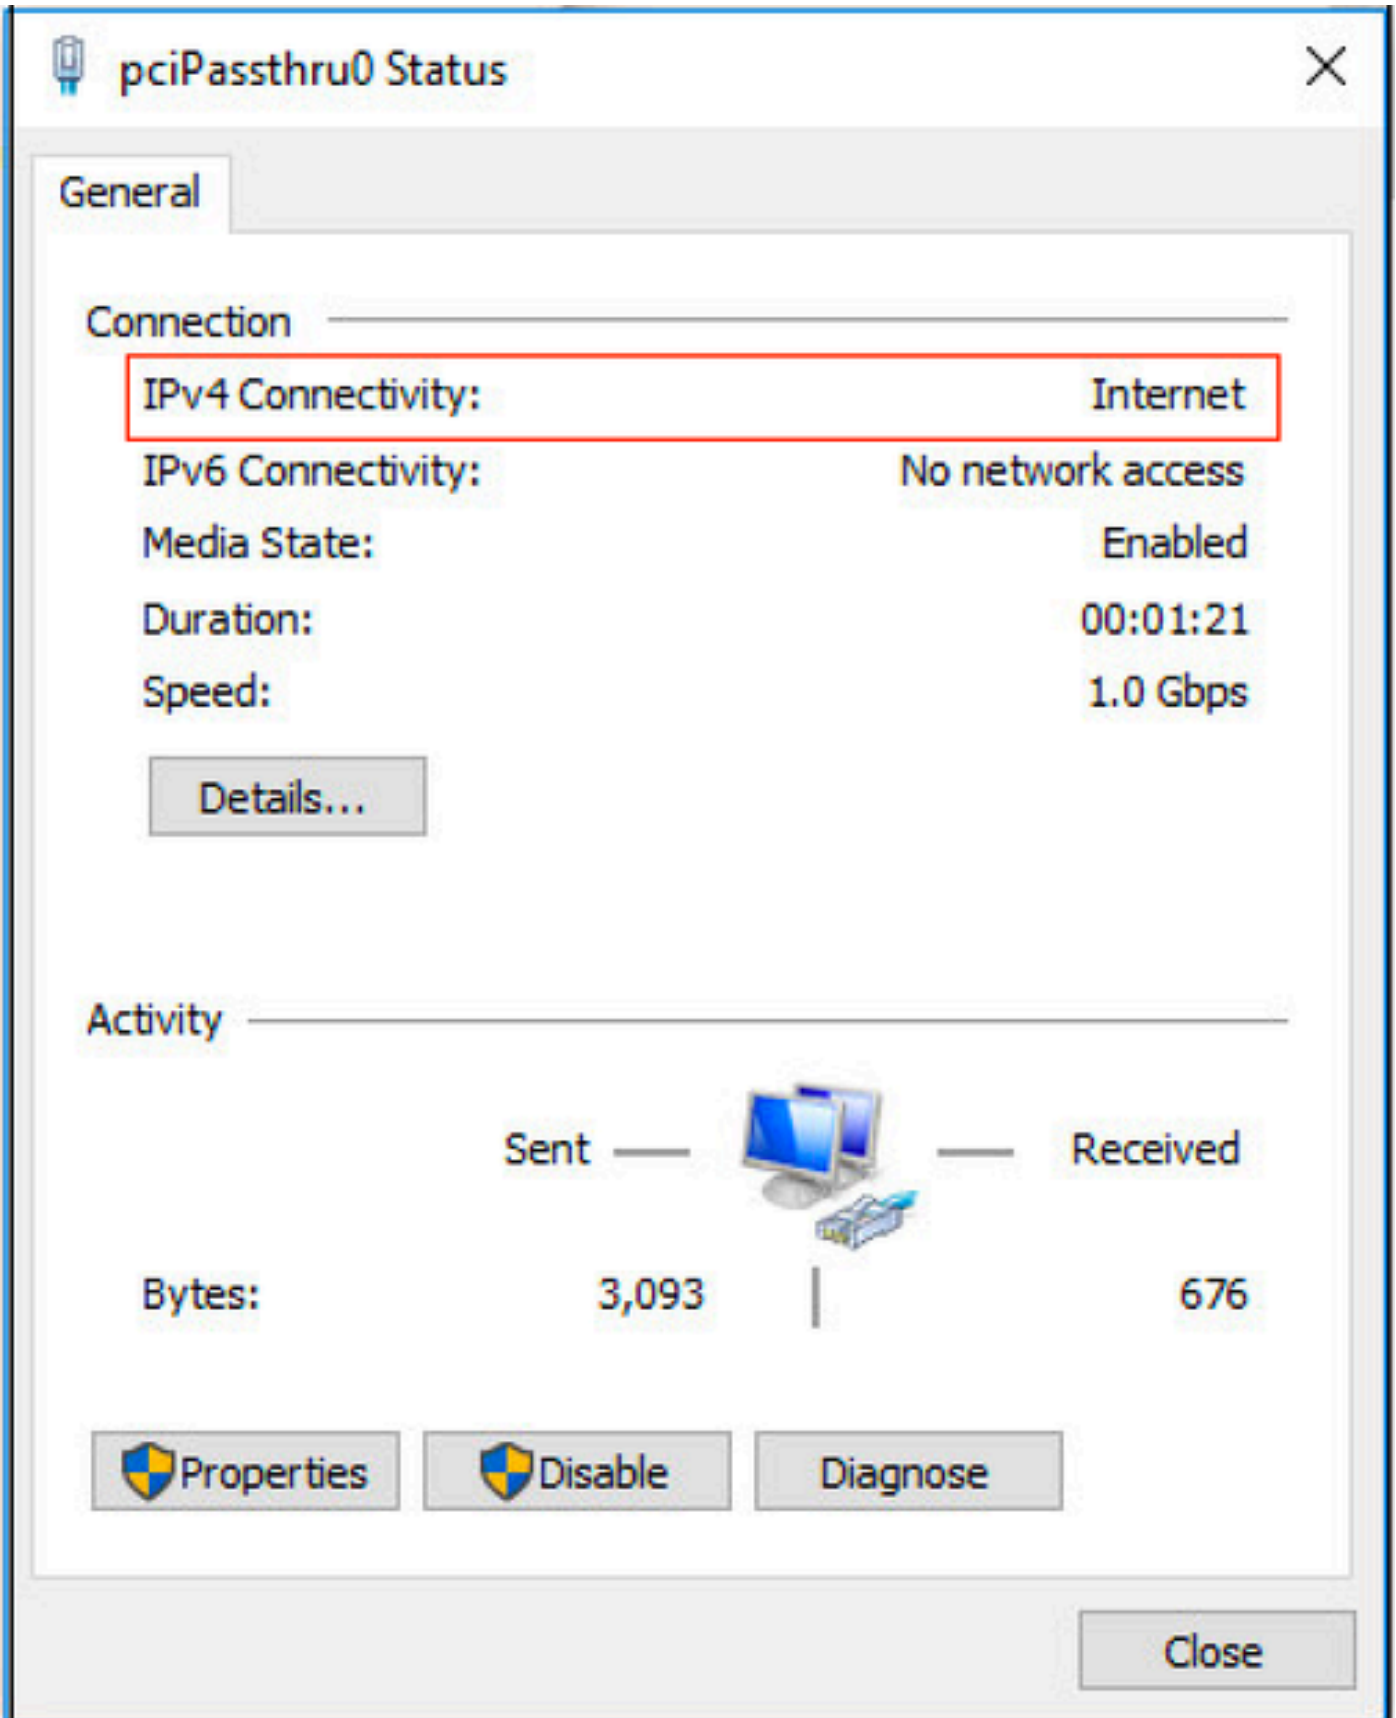 pciPassthru0 Status
General
Connection
IPv4 Connectivity: Internet
IPv6 Connectivity: No network access
Media State: Enabled
Duration: 00:01:21
Speed: 1.0 Gbps
Details...
Activity
Sent Received
Bytes: 3,093 676
Properties Disable Diagnose
Close